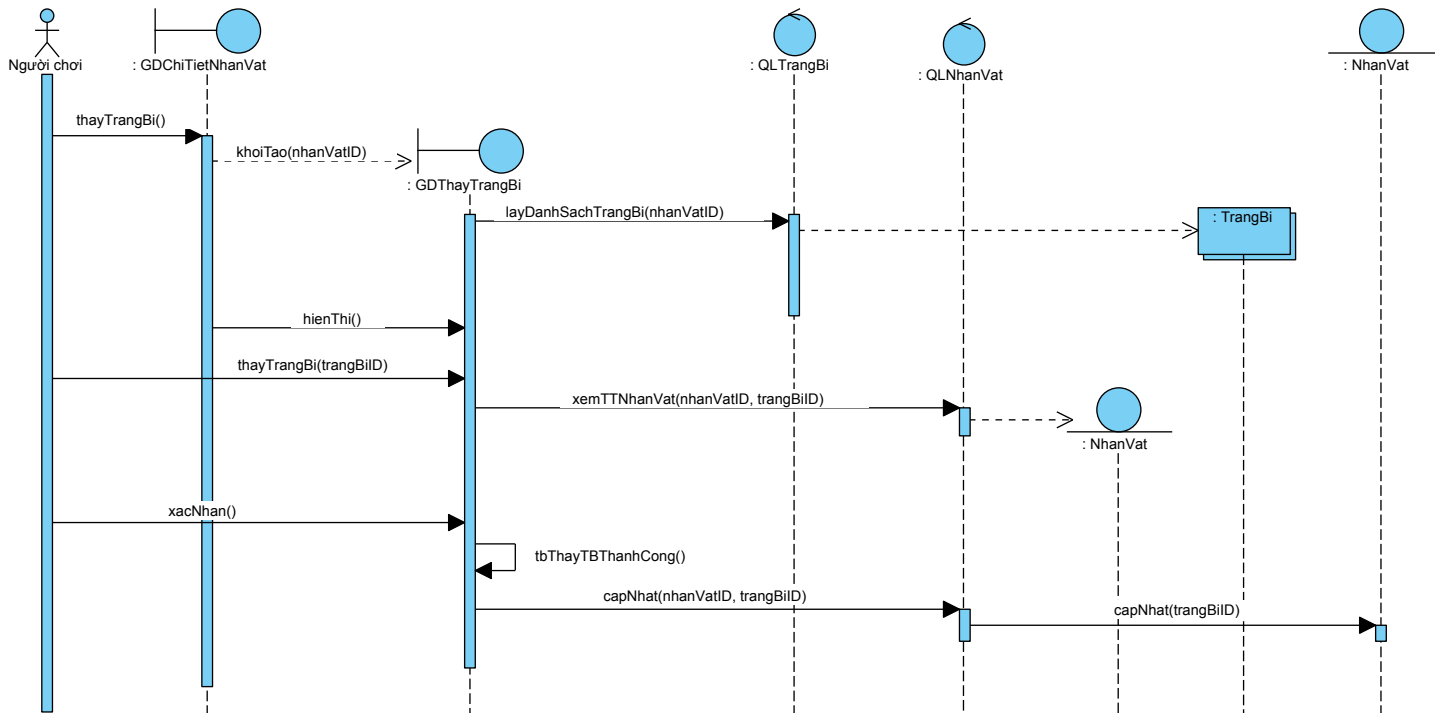 Người chơi
: GDChiTietNhanVat
: QLTrangBi
: QLNhanVat
: NhanVat
thayTrangBi()
khoiTao(nhanVatID)
: GDThayTrangBi
layDanhSachTrangBi(nhanVatID)
: TrangBi
hienThi()
thayTrangBi(trangBiID)
xemTTNhanVat(nhanVatID, trangBiID)
: NhanVat
xacNhan()
tbThayTBThanhCong()
capNhat(nhanVatID, trangBiID)
capNhat(trangBiID)